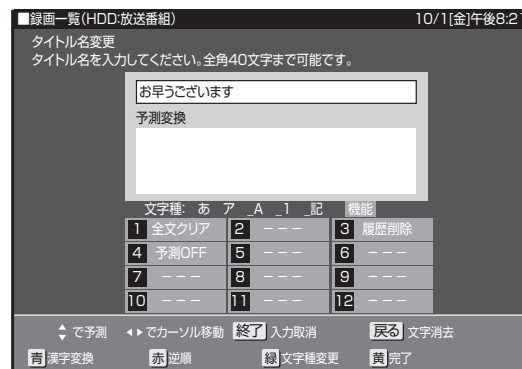 ■録画一覧(HDD:放送番組) 10/1[金]午後8:21
タイトル名変更
タイトル名を入力してください。全角40文字まで可能です。
お早うございます
予測変換
文字種: あ ア _A _1 _記 機能
1 全文クリア 2 −−− 3 履歴削除
4 予測OFF 5 −−− 6 −−−
7 −−− 8 −−− 9 −−−
10 −−− 11 −−− 12 −−−
で予測 でカーソル移動 終了 入力取消 戻る 文字消去
青 漢字変換 赤 逆順 緑 文字種変更 黄 完了